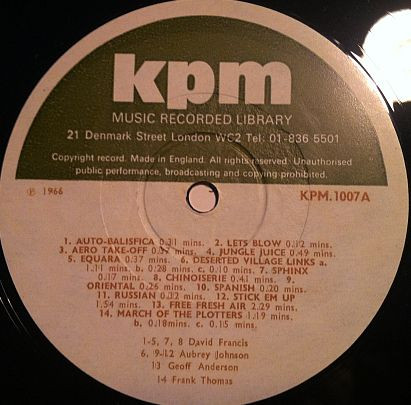 kpm
MUSIC RECORDED LIBRARY
21 Denmark Street London WC2 Tel: 01-836 5501
Copyright record. Made in England. All rights reserved. Unauthorised
public performance, broadcasting and copying prohibited.
℗ 1966
KPM.1007A
1. AUTO-BALISFICA 0.31 mins. 2. LETS BLOW 0.12 mins.
3. AERO TAKE-OFF mins. 4. JUNGLE JUICE 0.49 mins.
5. EQUARA 0.37 mins. 6. DESERTED VILLAGE LINKS a.
1.11 mins. b. 0.28 mins. c. 0.10 mins. 7. SPHINX
0.17 mins. 8. CHINOISERIE 0.41 mins. 9.
ORIENTAL 0.26 mins. 10. SPANISH 0.20 mins.
11. RUSSIAN 0.22 mins. 12. STICK EM UP
1.54 mins. 13. FREE FRESH AIR 2.29 mins.
14. MARCH OF THE PLOTTERS 1.19 mins.
b. 0.18mins. c. 0.15 mins.
1-5, 7, 8 David Francis
6, 9-12 Aubrey Johnson
13 Geoff Anderson
14 Frank Thomas